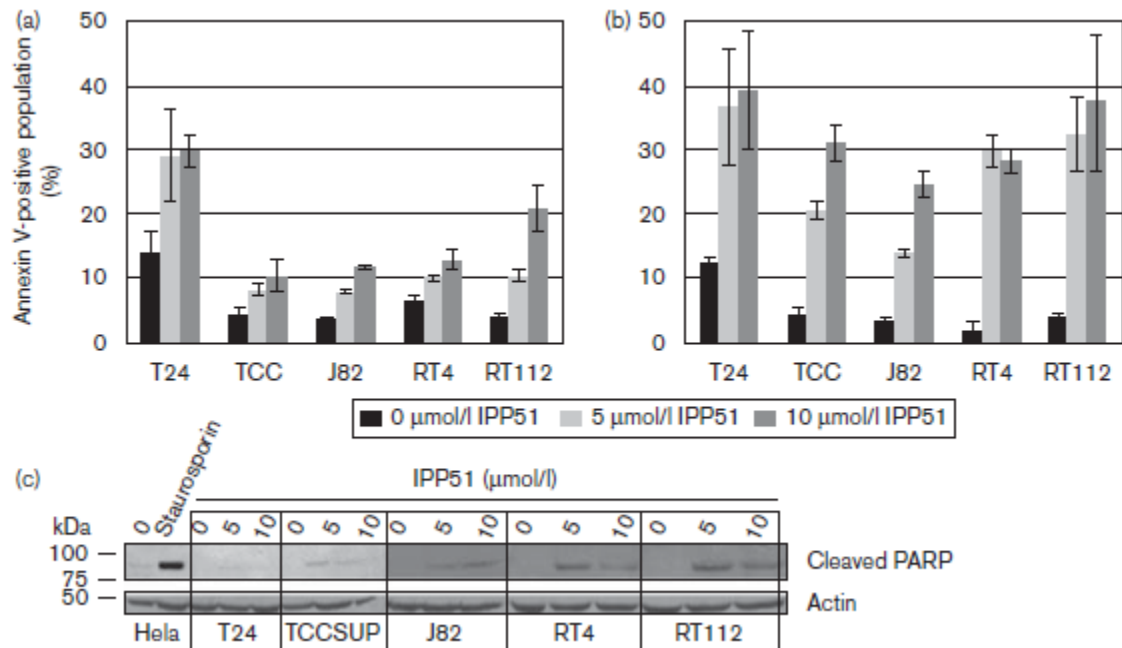 (a)
Annexin V-positive population
(%)
50
40
30
20
10
0
T24 TCC J82 RT4 RT112
(b)
50
40
30
20
10
0
T24 TCC J82 RT4 RT112
0 μmol/l IPP51 5 μmol/l IPP51 10 μmol/l IPP51
(c)
IPP51 (μmol/l)
kDa 0 Staurosporin 0 5 10 0 5 10 0 5 10 0 5 10 0 5 10
100
75
Cleaved PARP
50
Actin
Hela T24 TCCSUP J82 RT4 RT112